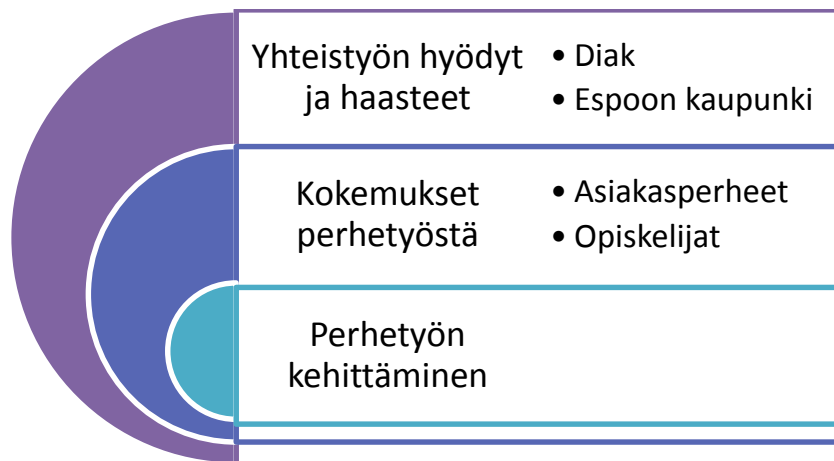 Yhteistyön hyödyt
ja haasteet
• Diak
• Espoon kaupunki
Kokemukset
perhetyöstä
• Asiakasperheet
• Opiskelijat
Perhetyön
kehittäminen